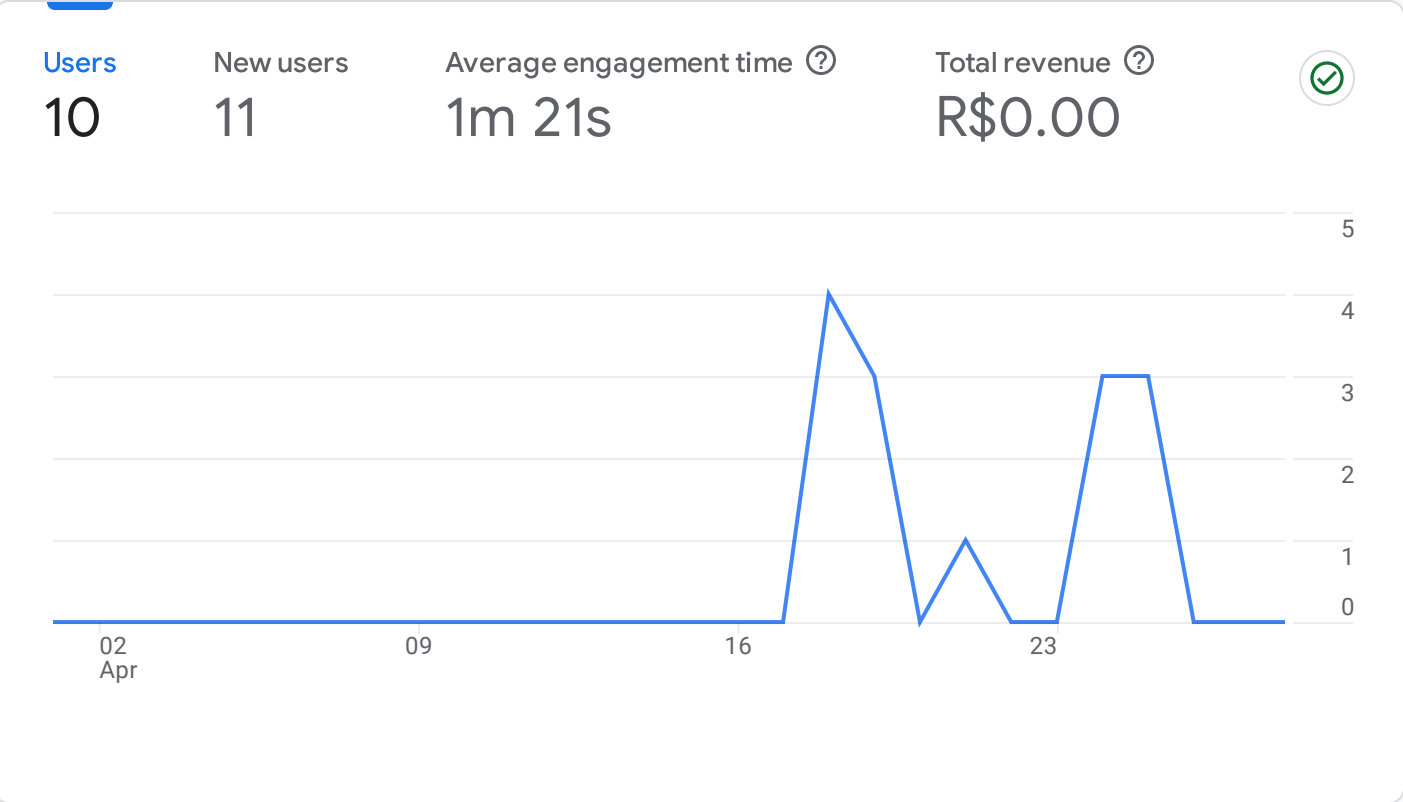 Users
10
New users
11
Average engagement time
1m 21s
Total revenue
R$0.00
5
4
3
2
1
0
02
Apr
09
16
23